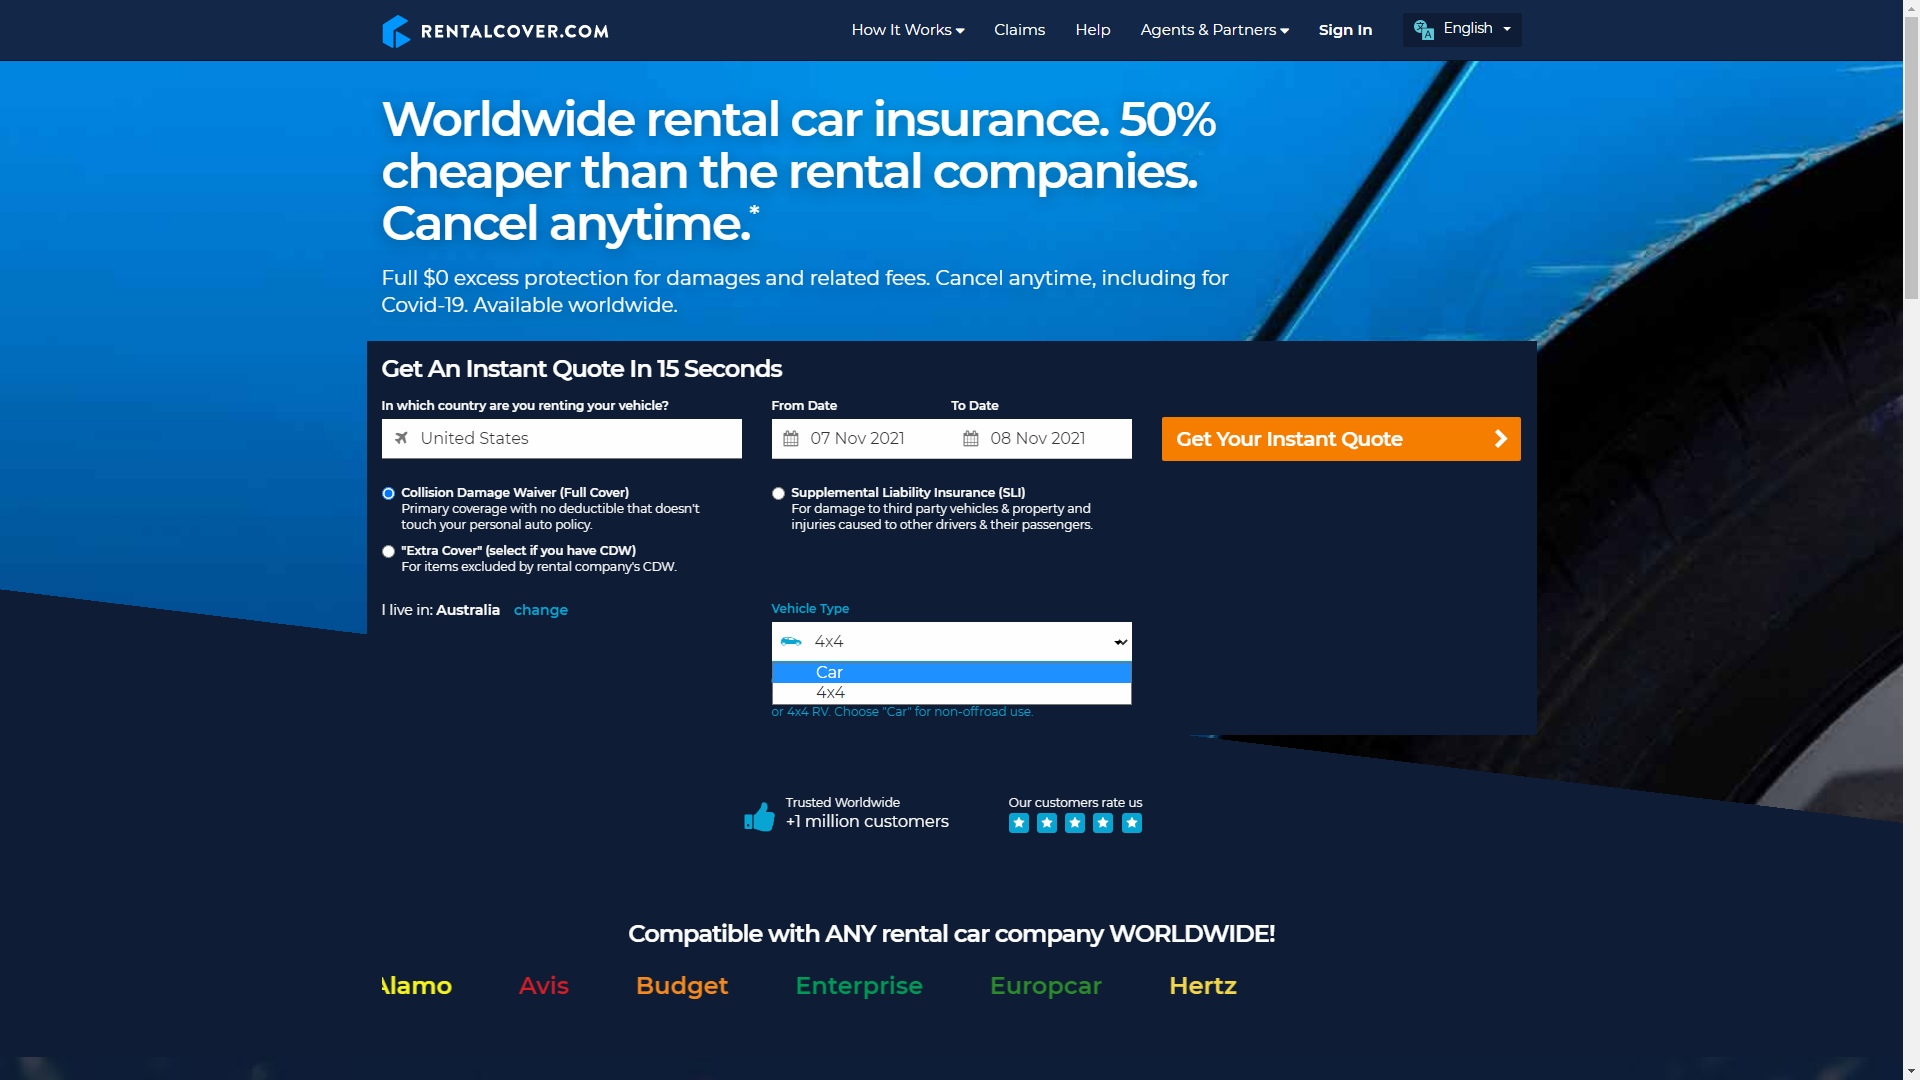 RENTALCOVER.COM
How It Works
Claims
Help
Agents & Partners
Sign In
English
Worldwide rental car insurance. 50%
cheaper than the rental companies.
Cancel anytime.*
Full $0 excess protection for damages and related fees. Cancel anytime, including for
Covid-19. Available worldwide.
Get An Instant Quote In 15 Seconds
In which country are you renting your vehicle?
From Date
To Date
United States
07 Nov 2021
08 Nov 2021
Get Your Instant Quote
Collision Damage Waiver (Full Cover)
Primary coverage with no deductible that doesn't
touch your personal auto policy.
Supplemental Liability Insurance (SLI)
For damage to third party vehicles & property and
injuries caused to other drivers & their passengers.
"Extra Cover" (select if you have CDW)
For items excluded by rental company's CDW.
I live in: Australia change
Vehicle Type
4x4
Car
4x4
or 4x4 RV. Choose "Car" for non-offroad use.
Trusted Worldwide
+1 million customers
Our customers rate us
Compatible with ANY rental car company WORLDWIDE!
Alamo
Avis
Budget
Enterprise
Europcar
Hertz